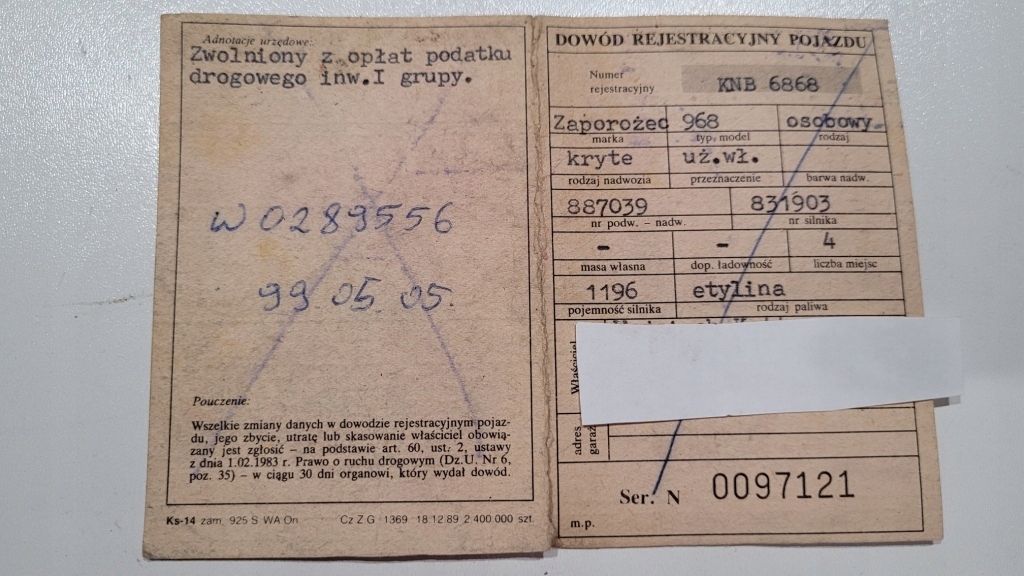 Adnotacje urzędowe:
Zwolniony z opłat podatku
drogowego inw.I grupy.
W 0289556
99.05.05.
Pouczenie:
Wszelkie zmiany danych w dowodzie rejestracyjnym pojaz-
du, jego zbycie, utratę lub skasowanie właściciel obowią-
zany jest zgłosić – na podstawie art. 60, ust. 2, ustawy
z dnia 1.02.1983 r. Prawo o ruchu drogowym (Dz.U. Nr 6,
poz. 35) – w ciągu 30 dni organowi, który wydał dowód.
Ks-14 zam. 925 S WA On Cz Z G · 1369 · 18.12.89 2 400 000 szt.
DOWÓD REJESTRACYJNY POJAZDU
Numer
rejestracyjny KNB 6868
Zaporożec 968 osobowy
marka typ, model rodzaj
kryte uż.wł.
rodzaj nadwozia przeznaczenie barwa nadw.
887039 831903
nr podw. – nadw. nr silnika
- - 4
masa własna dop. ładowność liczba miejsc
1196 etylina
pojemność silnika rodzaj paliwa
Właściciel
adres
garaż
Ser. N 0097121
m.p.